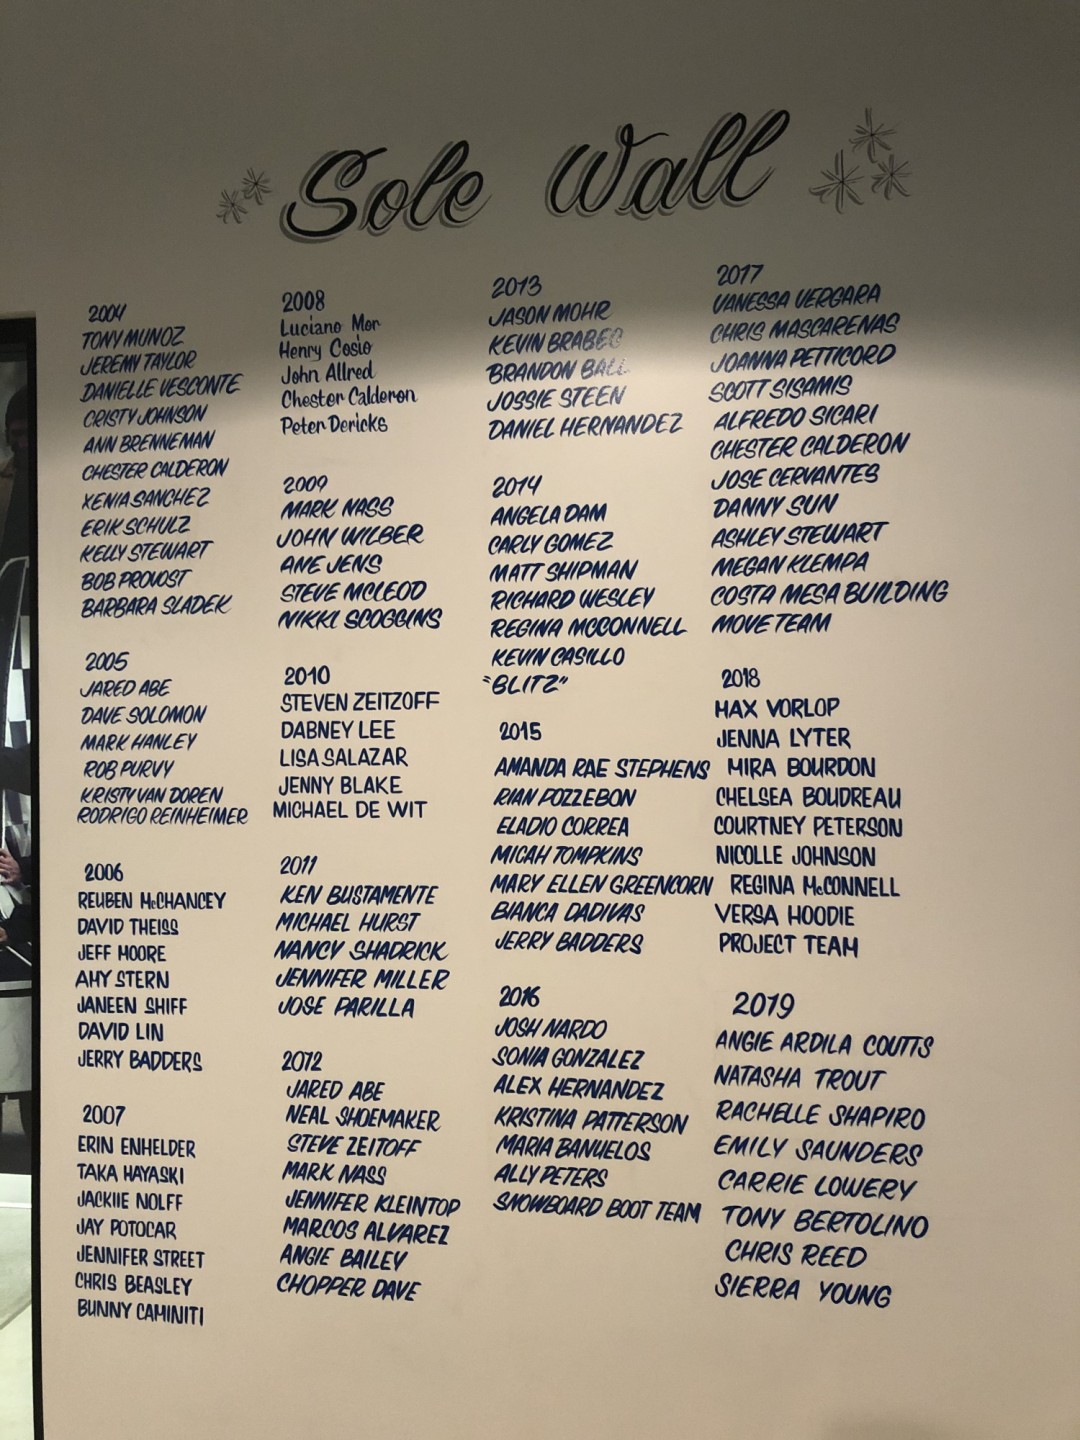 Sole Wall
2004
TONY MUNOZ
JEREMY TAYLOR
DANIELLE VESCONTE
CRISTY JOHNSON
ANN BRENNEMAN
CHESTER CALDERON
XENIA SANCHEZ
ERIK SCHULZ
KELLY STEWART
BOB PROVOST
BARBARA SLADEK
2005
JARED ABE
DAVE SOLOMON
MARK HANLEY
ROB PURVY
KRISTY VAN DOREN
RODRIGO REINHEIMER
2006
REUBEN McCHANCEY
DAVID THEISS
JEFF MOORE
AMY STERN
JANEEN SHIFF
DAVID LIN
JERRY BADDERS
2007
ERIN ENHELDER
TAKA HAYASKI
JACKIIE NOLFF
JAY POTOCAR
JENNIFER STREET
CHRIS BEASLEY
BUNNY CAMINITI
2008
Luciano Mor
Henry Cosio
John Allred
Chester Calderon
Peter Dericks
2009
MARK NASS
JOHN WILBER
ANE JENS
STEVE MCLEOD
NIKKI SCOGGINS
2010
STEVEN ZEITZOFF
DABNEY LEE
LISA SALAZAR
JENNY BLAKE
MICHAEL DE WIT
2011
KEN BUSTAMENTE
MICHAEL HURST
NANCY SHADRICK
JENNIFER MILLER
JOSE PARILLA
2012
JARED ABE
NEAL SHOEMAKER
STEVE ZEITOFF
MARK NASS
JENNIFER KLEINTOP
MARCOS ALVAREZ
ANGIE BAILEY
CHOPPER DAVE
2013
JASON MOHR
KEVIN BRABEC
BRANDON BALL
JOSSIE STEEN
DANIEL HERNANDEZ
2014
ANGELA DAM
CARLY GOMEZ
MATT SHIPMAN
RICHARD WESLEY
REGINA MCCONNELL
KEVIN CASILLO
"BLITZ"
2015
AMANDA RAE STEPHENS
RIAN POZZEBON
ELADIO CORREA
MICAH TOMPKINS
MARY ELLEN GREENCORN
BIANCA DADIVAS
JERRY BADDERS
2016
JOSH NARDO
SONIA GONZALEZ
ALEX HERNANDEZ
KRISTINA PATTERSON
MARIA BANUELOS
ALLY PETERS
SNOWBOARD BOOT TEAM
2017
VANESSA VERGARA
CHRIS MASCARENAS
JOANNA PETTICORD
SCOTT SISAMIS
ALFREDO SICARI
CHESTER CALDERON
JOSE CERVANTES
DANNY SUN
ASHLEY STEWART
MEGAN KLEMPA
COSTA MESA BUILDING
MOVE TEAM
2018
MAX VORLOP
JENNA LYTER
MIRA BOURDON
CHELSEA BOUDREAU
COURTNEY PETERSON
NICOLLE JOHNSON
REGINA McCONNELL
VERSA HOODIE
PROJECT TEAM
2019
ANGIE ARDILA COUTTS
NATASHA TROUT
RACHELLE SHAPIRO
EMILY SAUNDERS
CARRIE LOWERY
TONY BERTOLINO
CHRIS REED
SIERRA YOUNG